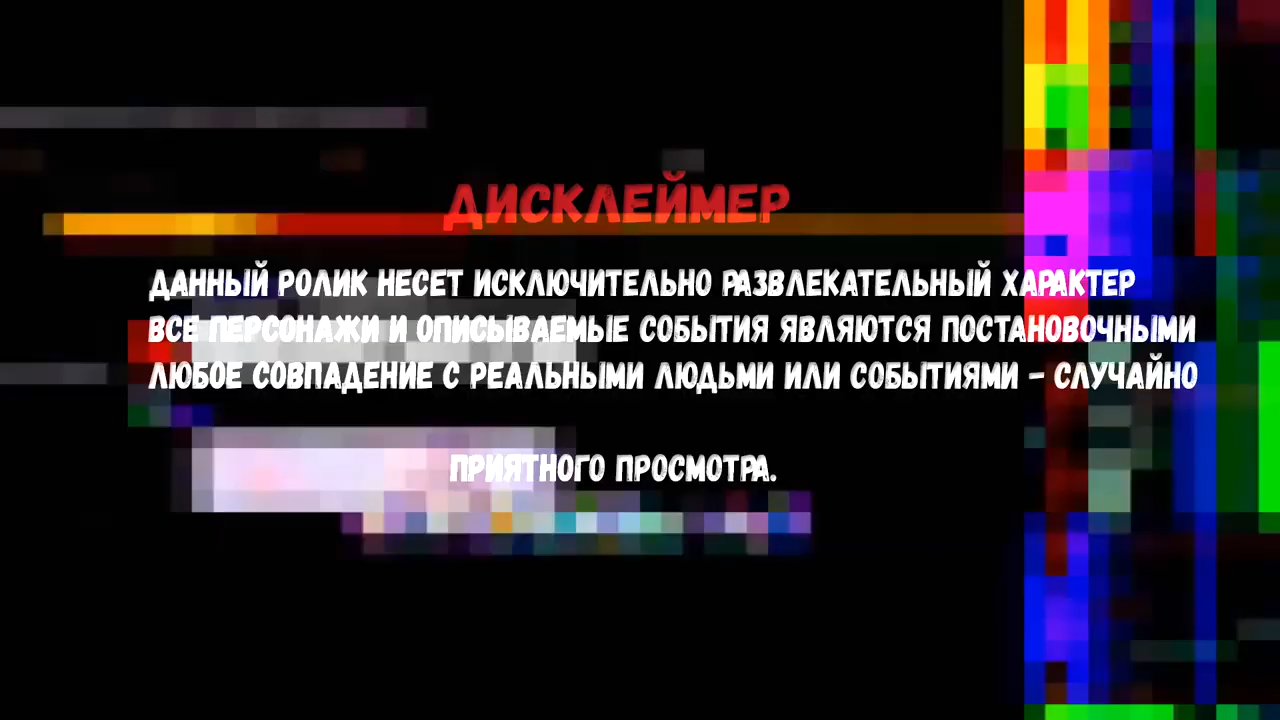 ДИСКЛЕЙМЕР
ДАННЫЙ РОЛИК НЕСЕТ ИСКЛЮЧИТЕЛЬНО РАЗВЛЕКАТЕЛЬНЫЙ ХАРАКТЕР
ВСЕ ПЕРСОНАЖИ И ОПИСЫВАЕМЫЕ СОБЫТИЯ ЯВЛЯЮТСЯ ПОСТАНОВОЧНЫМИ
ЛЮБОЕ СОВПАДЕНИЕ С РЕАЛЬНЫМИ ЛЮДЬМИ ИЛИ СОБЫТИЯМИ - СЛУЧАЙНО
ПРИЯТНОГО ПРОСМОТРА.